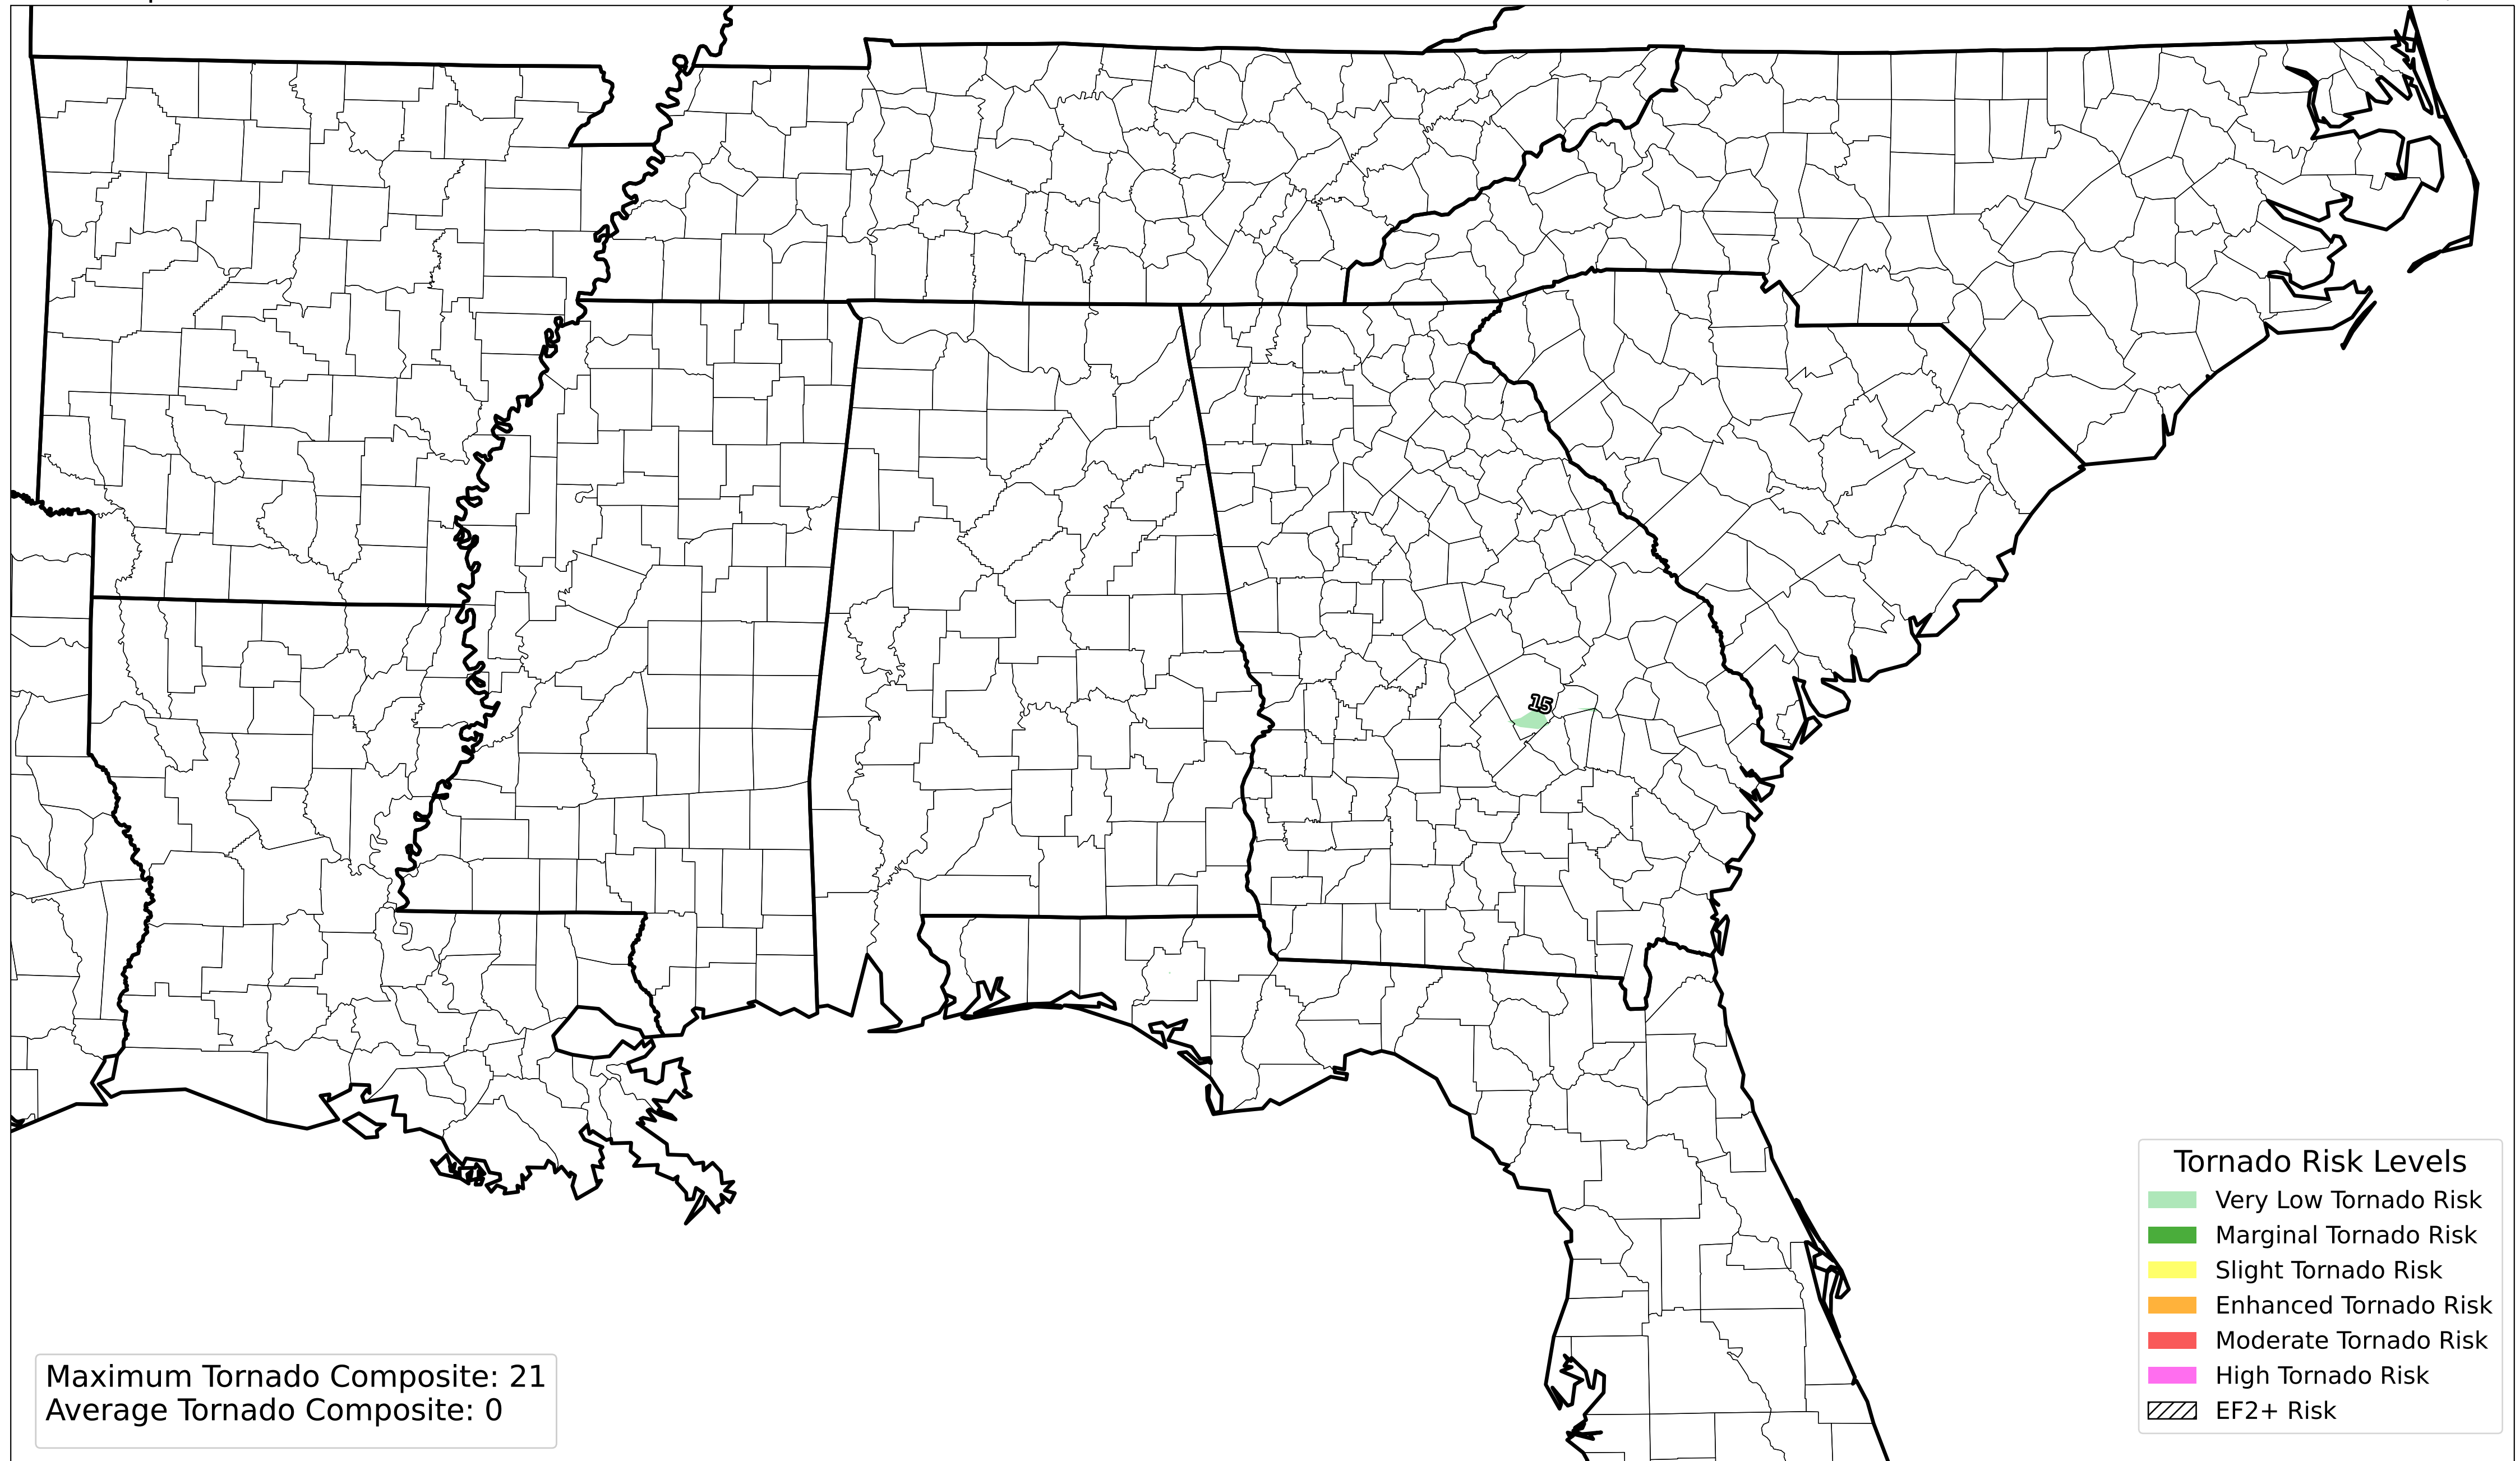 15
Tornado Risk Levels
Very Low Tornado Risk
Marginal Tornado Risk
Slight Tornado Risk
Enhanced Tornado Risk
Moderate Tornado Risk
High Tornado Risk
EF2+ Risk
Maximum Tornado Composite: 21
Average Tornado Composite: 0